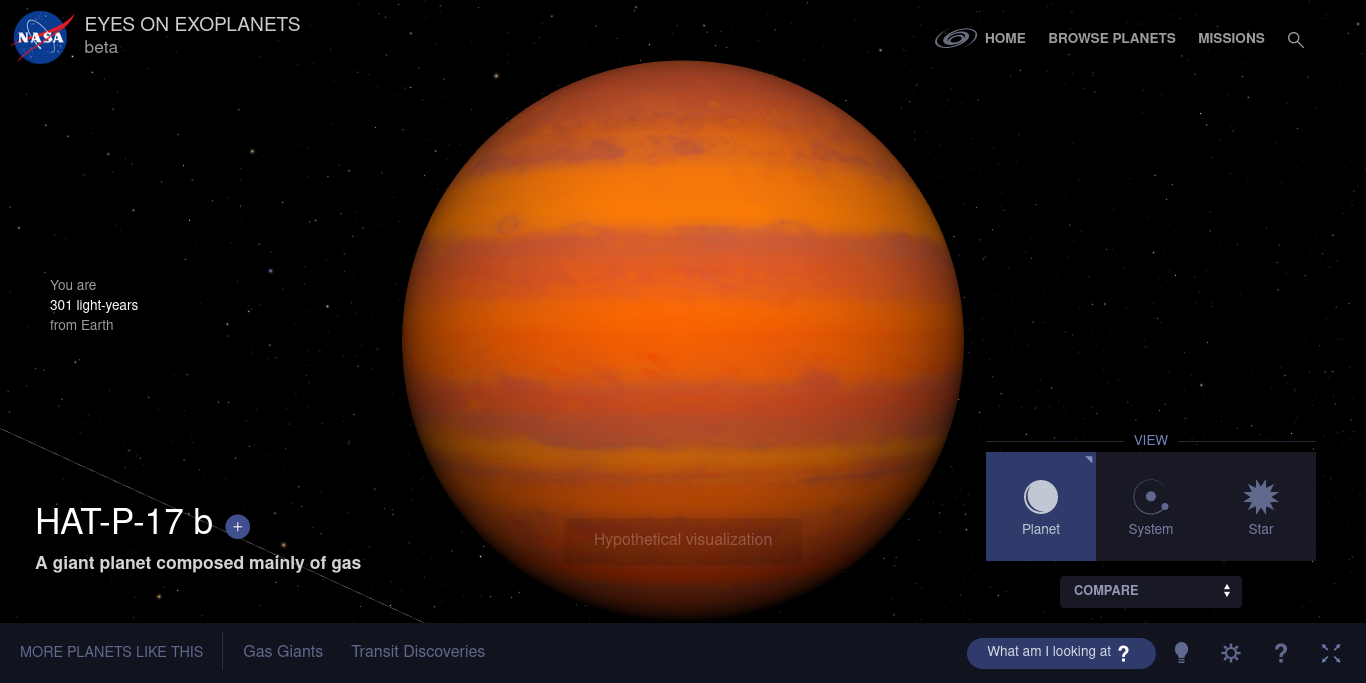 NASA
EYES ON EXOPLANETS
beta
HOME
BROWSE PLANETS
MISSIONS
You are
301 light-years
from Earth
VIEW
Planet
System
Star
HAT-P-17 b +
A giant planet composed mainly of gas
Hypothetical visualization
COMPARE
MORE PLANETS LIKE THIS
Gas Giants
Transit Discoveries
What am I looking at ?
?